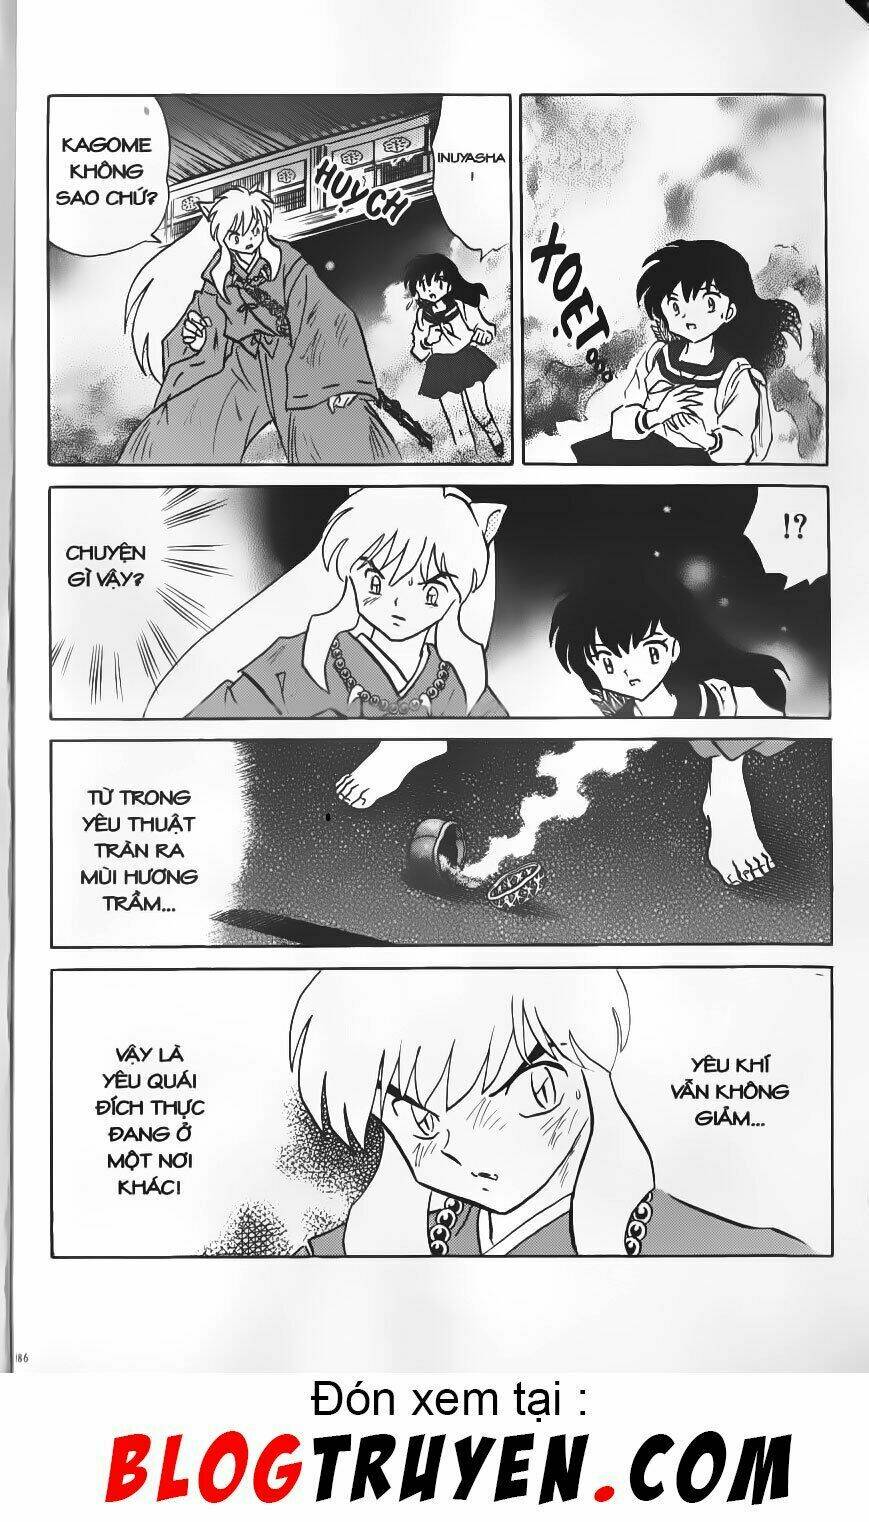 KAGOME
KHÔNG
SAO CHỨ?
HUỴCH
INUYASHA
!
XOẸT...
CHUYỆN
GÌ VẬY?
!?
TỪ TRONG
YÊU THUẬT
TRÀN RA
MÙI HƯƠNG
TRẦM...
VẬY LÀ
YÊU QUÁI
ĐÍCH THỰC
ĐANG Ở
MỘT NƠI
KHÁC!
YÊU KHÍ
VẪN KHÔNG
GIẢM...
186
Đón xem tại :
BLOGTRUYEN.COM